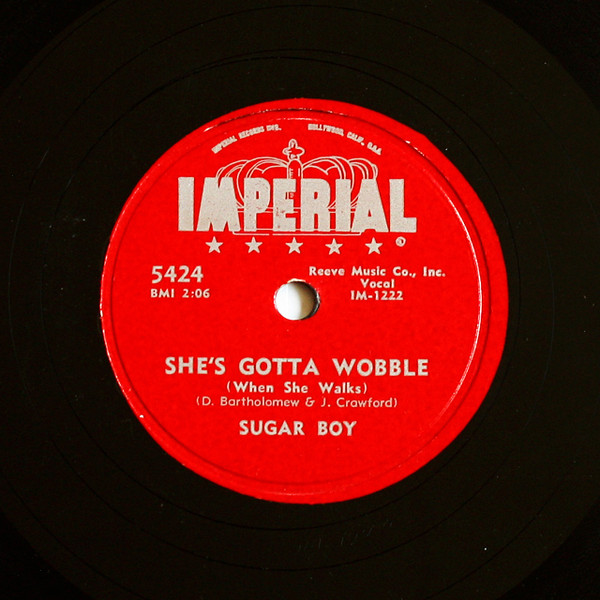 IMPERIAL RECORDS INC. HOLLYWOOD, CALIF. U.S.A.
IMPERIAL
®
5424
BMI 2:06
Reeve Music Co., Inc.
Vocal
IM-1222
SHE'S GOTTA WOBBLE
(When She Walks)
(D. Bartholomew & J. Crawford)
SUGAR BOY